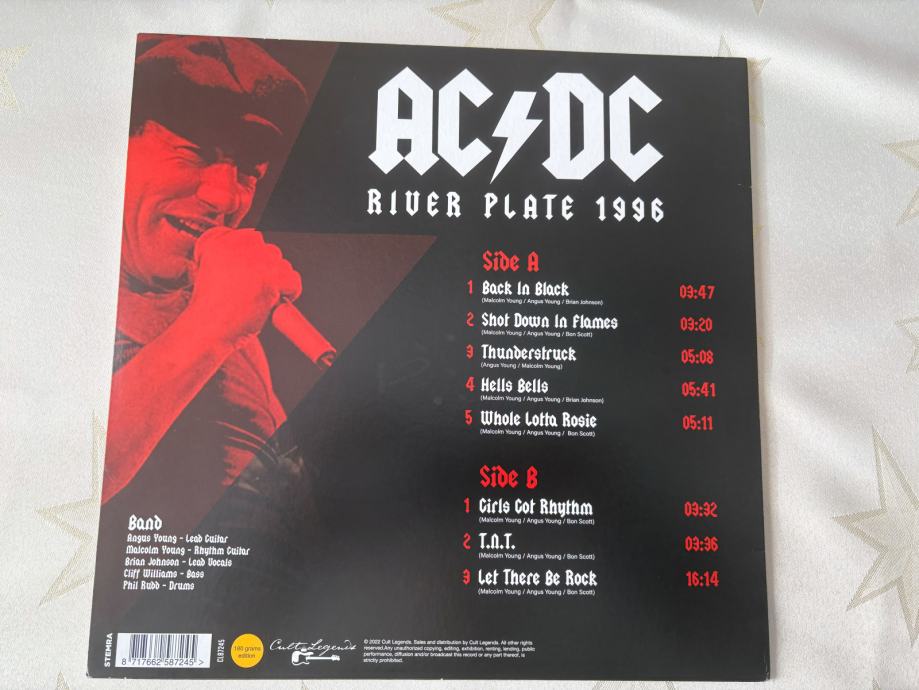 AC⚡DC
RIVER PLATE 1996
Side A
1 Back In Black 03:47
(Malcolm Young / Angus Young / Brian Johnson)
2 Shot Down In Flames 03:20
(Malcolm Young / Angus Young / Bon Scott)
3 Thunderstruck 05:08
(Angus Young / Malcolm Young)
4 Hells Bells 05:41
(Malcolm Young / Angus Young / Brian Johnson)
5 Whole Lotta Rosie 05:11
(Malcolm Young / Angus Young / Bon Scott)
Side B
1 Girls Got Rhythm 03:32
(Malcolm Young / Angus Young / Bon Scott)
2 T.N.T. 03:36
(Malcolm Young / Angus Young / Bon Scott)
3 Let There Be Rock 16:14
(Malcolm Young / Angus Young / Bon Scott)
Band
Angus Young - Lead Guitar
Malcolm Young - Rhythm Guitar
Brian Johnson - Lead Vocals
Cliff Williams - Bass
Phil Rudd - Drums
STEMRA
8 717662 587245 >
CL87245
180 grams
edition
Cult Legends
© 2022 Cult Legends. Sales and distribution by Cult Legends. All other rights
reserved.Any unauthorized copying, editing, exhibition, renting, lending, public
performance, diffusion and/or broadcast this record or any part thereof, is
strictly prohibited.